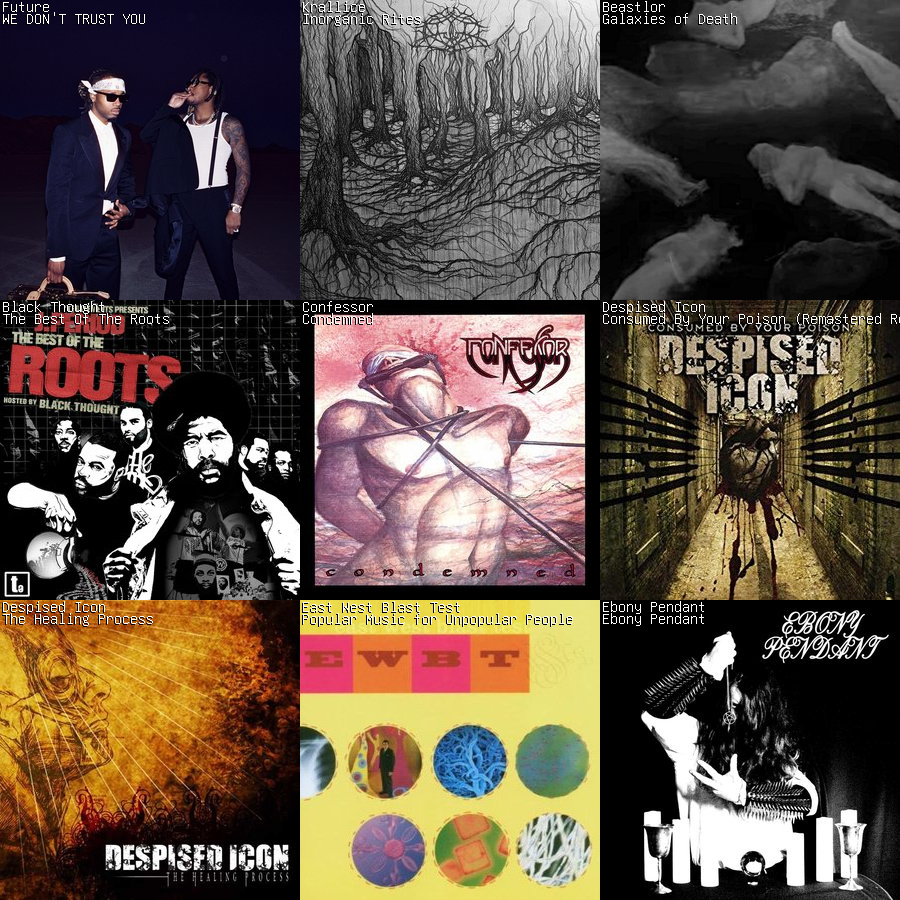 Future
WE DON'T TRUST YOU
Krallice
Inorganic Rites
Beastlor
Galaxies of Death
Black Thought
The Best Of The Roots
PRESENTS
J.PERIOD
THE BEST OF THE
ROOTS
HOSTED BY BLACK THOUGHT
Confessor
Condemned
CONFESSOR
condemned
Despised Icon
Consumed By Your Poison (Remastered Re
CONSUMED BY YOUR POISON
DESPISED
ICON
Despised Icon
The Healing Process
DESPISED ICON
THE HEALING PROCESS
East West Blast Test
Popular Music for Unpopular People
EWBT
Ebony Pendant
Ebony Pendant
EBONY
PENDANT